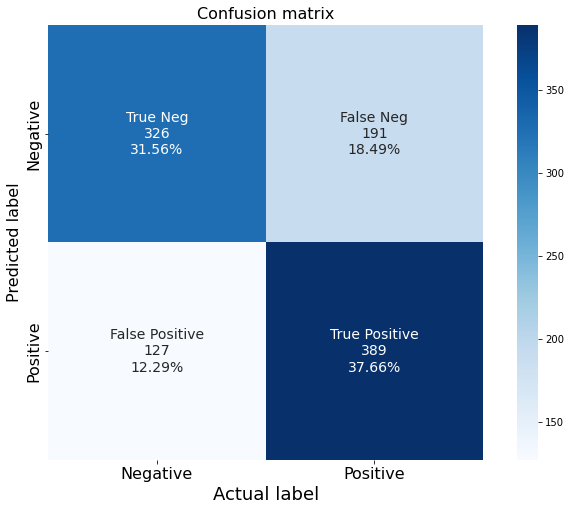 Confusion matrix
Predicted label
Negative
Positive
True Neg
326
31.56%
False Neg
191
18.49%
False Positive
127
12.29%
True Positive
389
37.66%
Negative
Positive
Actual label
350
300
250
200
150